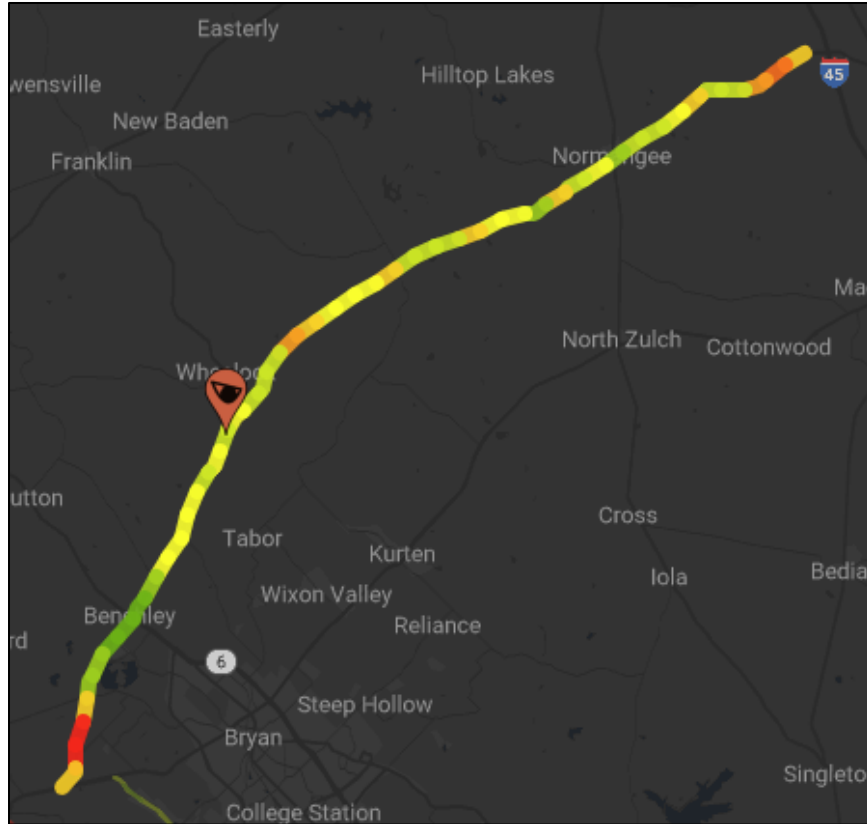 Easterly
45
Hilltop Lakes
wensville
New Baden
Franklin
Ma
North Zulch
Cottonwood
utton
Cross
Tabor
Kurten
Iola
Bedia
Wixon Valley
rd
Reliance
6
Steep Hollow
Bryan
Singleto
College Station